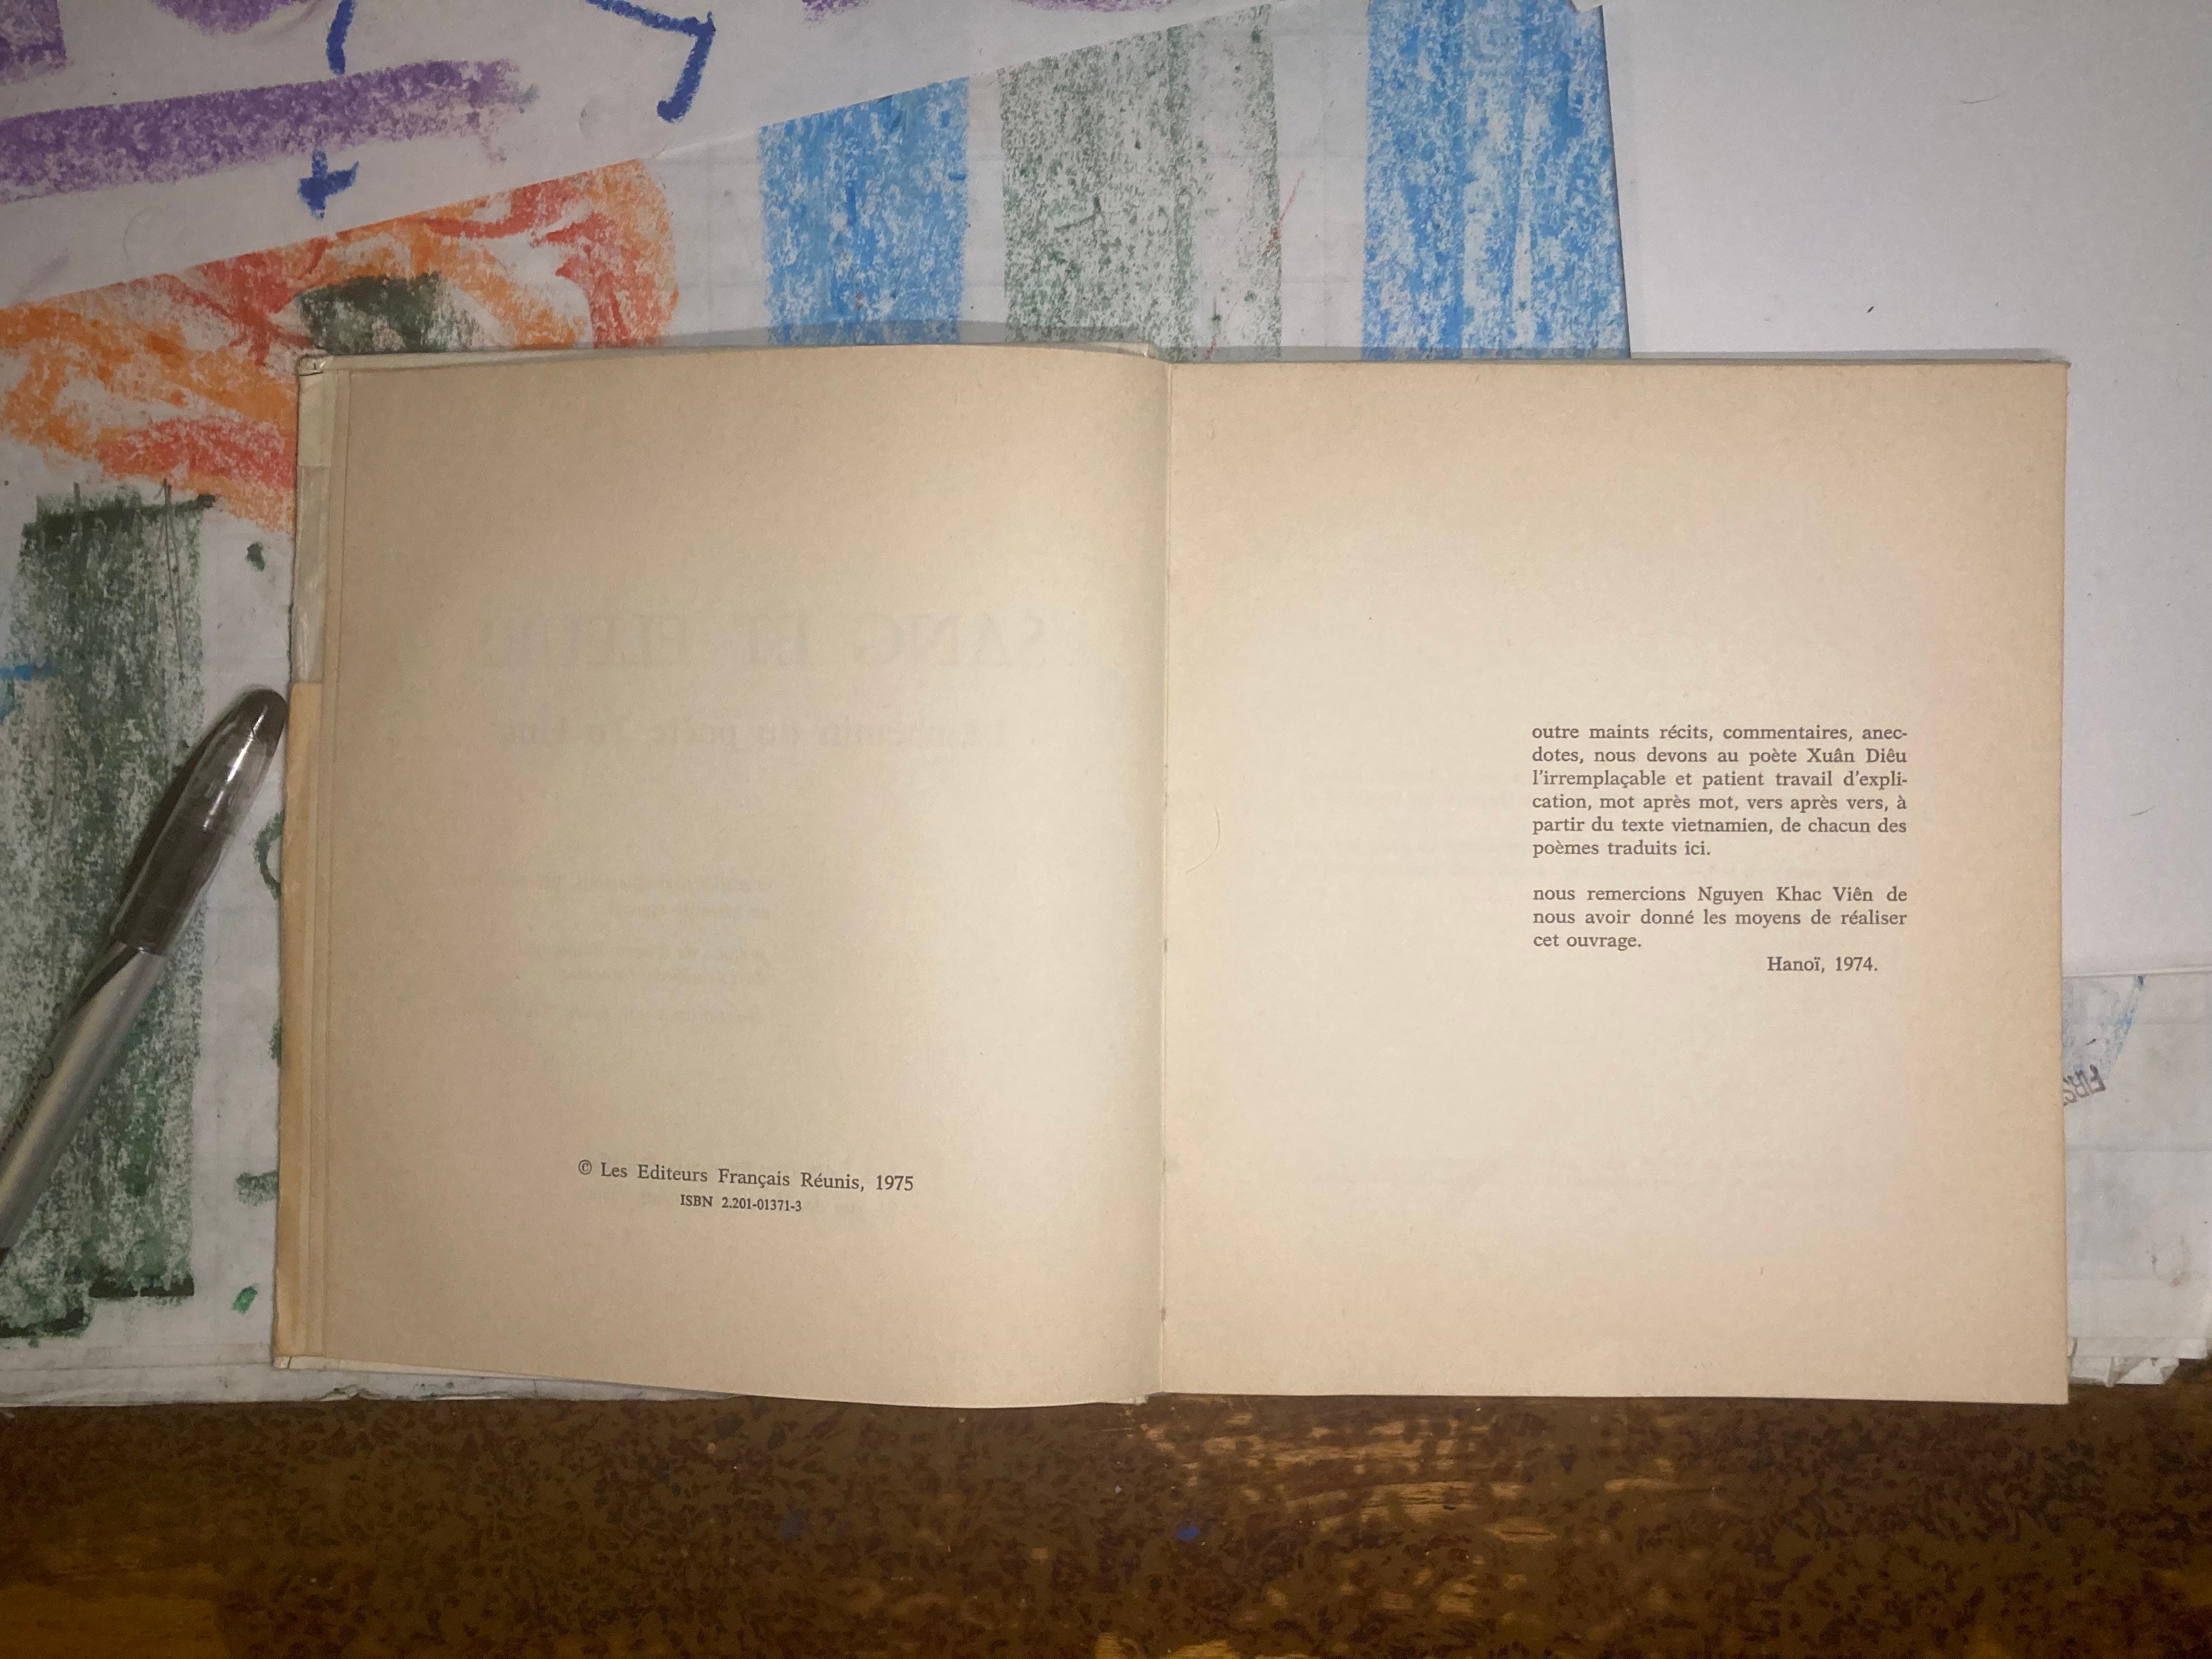 © Les Editeurs Français Réunis, 1975
ISBN 2.201-01371-3
outre maints récits, commentaires, anec-
dotes, nous devons au poète Xuân Diêu
l'irremplaçable et patient travail d'expli-
cation, mot après mot, vers après vers, à
partir du texte vietnamien, de chacun des
poèmes traduits ici.
nous remercions Nguyen Khac Viên de
nous avoir donné les moyens de réaliser
cet ouvrage.
Hanoï, 1974.